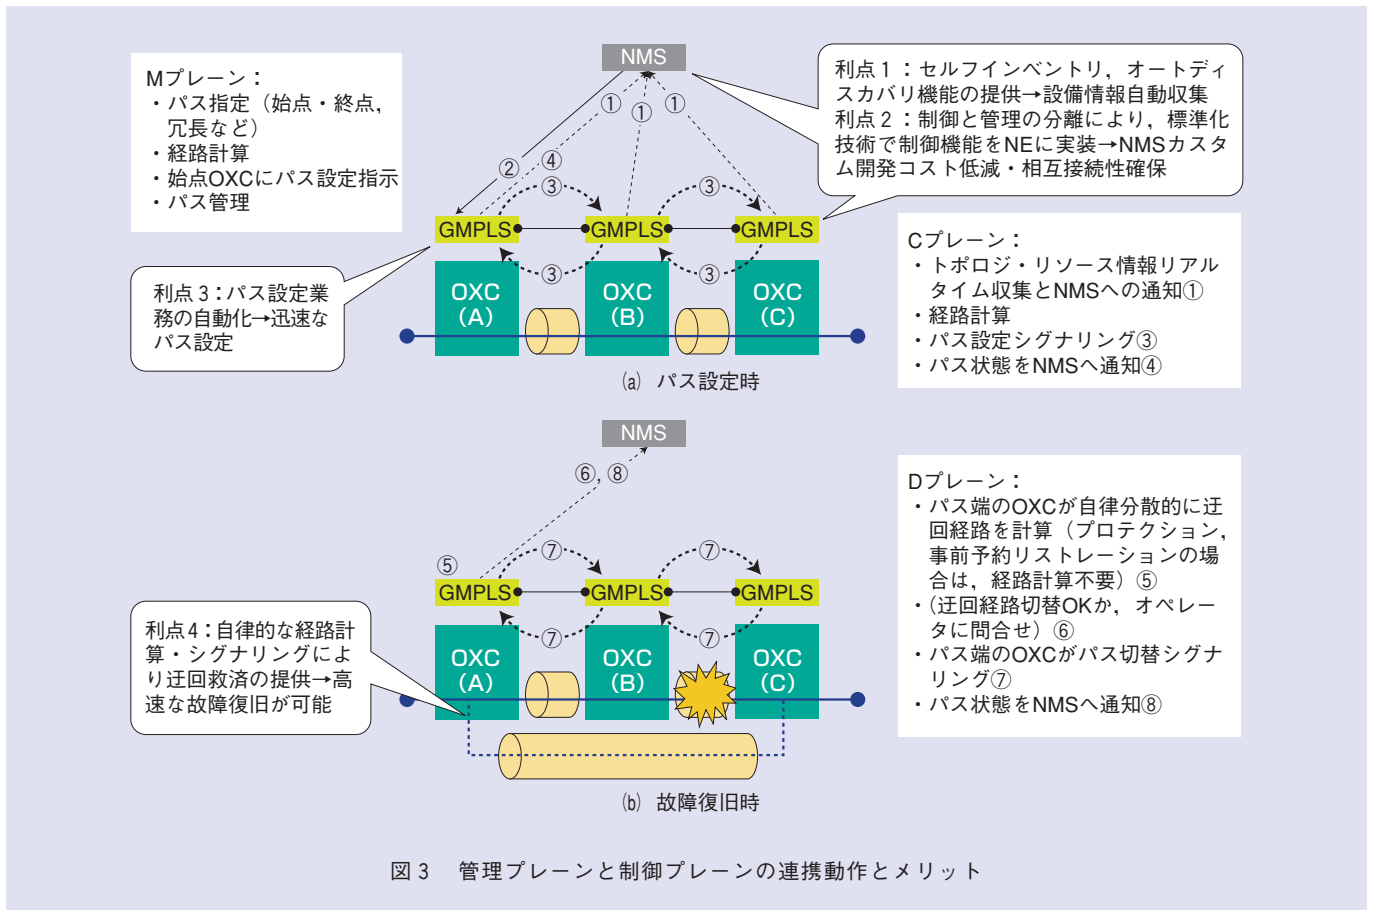 NMS
Mプレーン：
・パス指定（始点・終点，
冗長など）
・経路計算
・始点OXCにパス設定指示
・パス管理
利点１：セルフインベントリ，オートディ
スカバリ機能の提供→設備情報自動収集
利点２：制御と管理の分離により，標準化
技術で制御機能をNEに実装→NMSカスタ
ム開発コスト低減・相互接続性確保
① ① ①
② ④
③ ③
GMPLS GMPLS GMPLS
③ ③
OXC
(A)
OXC
(B)
OXC
(C)
利点３：パス設定業
務の自動化→迅速な
パス設定
Cプレーン：
・トポロジ・リソース情報リアル
タイム収集とNMSへの通知①
・経路計算
・パス設定シグナリング③
・パス状態をNMSへ通知④
(a) パス設定時
NMS
⑥，⑧
⑤ ⑦ ⑦
GMPLS GMPLS GMPLS
⑦ ⑦
OXC
(A)
OXC
(B)
OXC
(C)
利点４：自律的な経路計
算・シグナリングによ
り迂回救済の提供→高
速な故障復旧が可能
Dプレーン：
・パス端のOXCが自律分散的に迂
回経路を計算（プロテクション，
事前予約リストレーションの場
合は，経路計算不要）⑤
・（迂回経路切替OKか，オペレー
タに問合せ）⑥
・パス端のOXCがパス切替シグナ
リング⑦
・パス状態をNMSへ通知⑧
(b) 故障復旧時
図３　管理プレーンと制御プレーンの連携動作とメリット